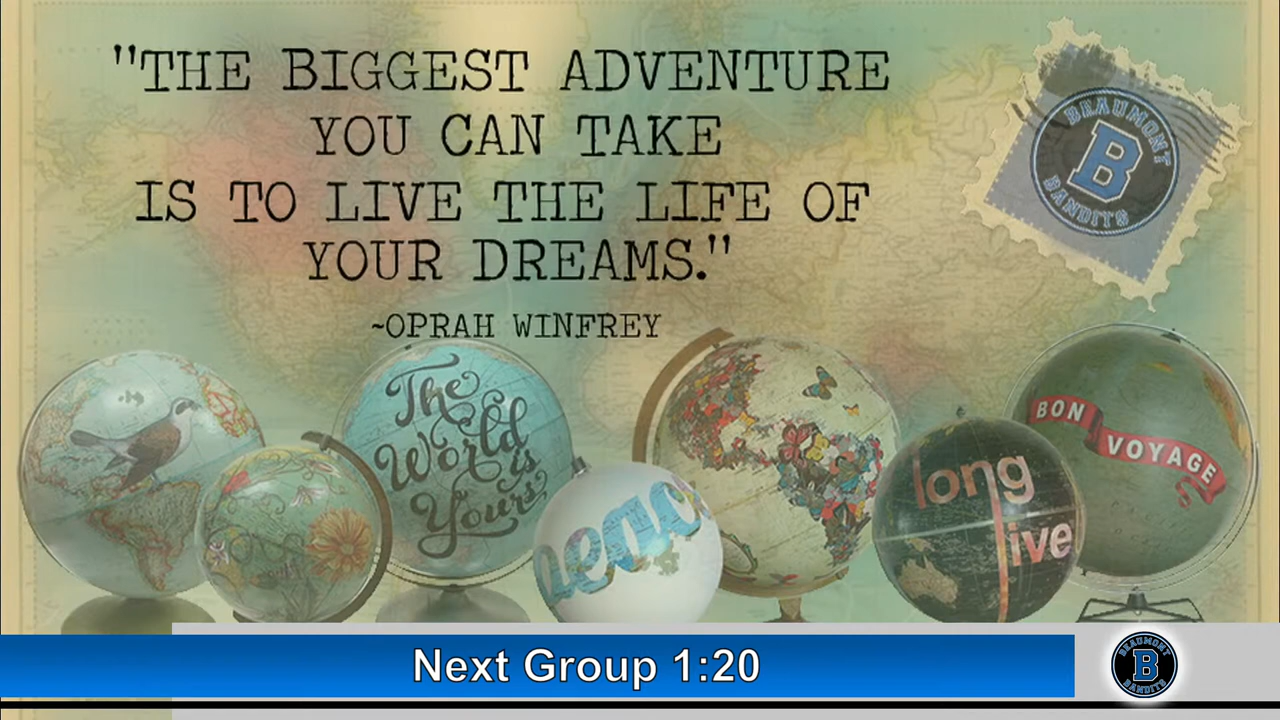 "THE BIGGEST ADVENTURE
YOU CAN TAKE
IS TO LIVE THE LIFE OF
YOUR DREAMS."
~OPRAH WINFREY
BEAUMONT
B
BANDITS
The
World
is
Yours
peace
long
live
BON
VOYAGE
Next Group 1:20
BEAUMONT
B
BANDITS